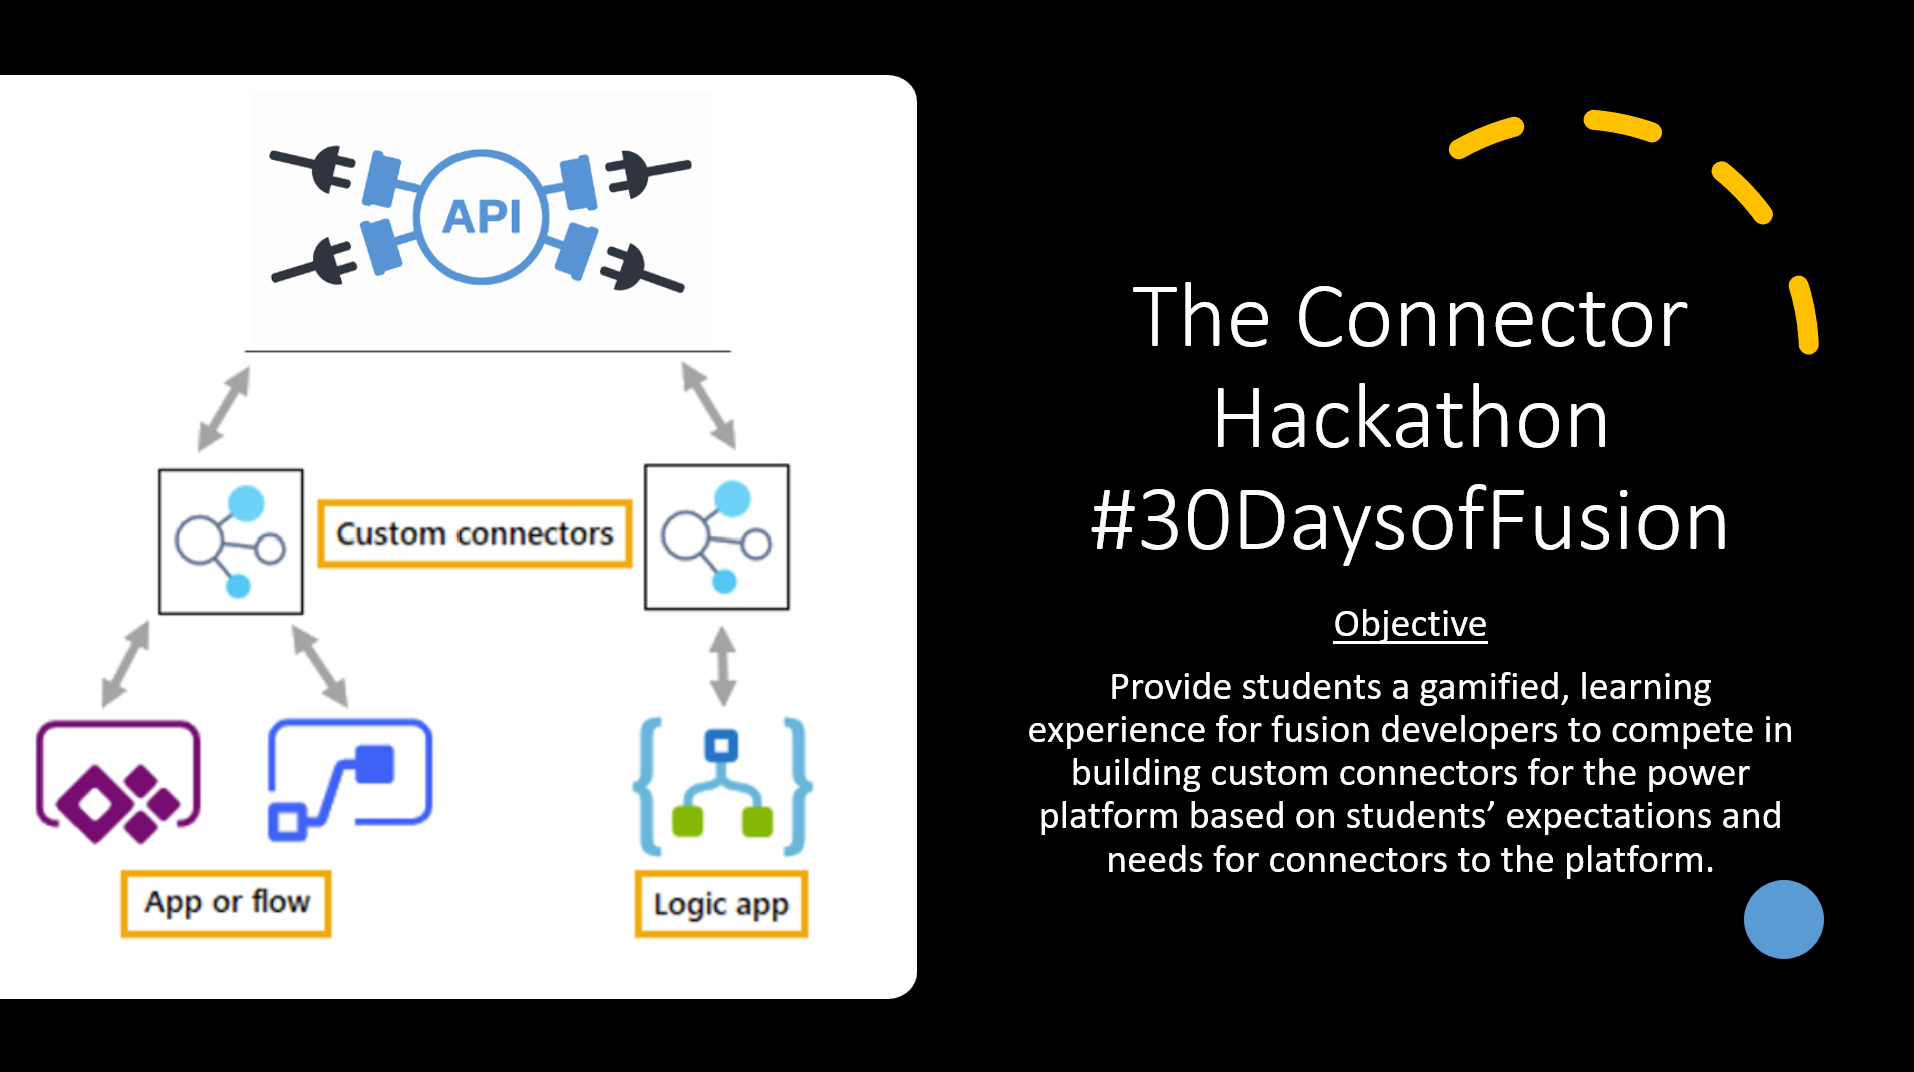 API
Custom connectors
App or flow
Logic app
The Connector
Hackathon
#30DaysofFusion
Objective
Provide students a gamified, learning
experience for fusion developers to compete in
building custom connectors for the power
platform based on students’ expectations and
needs for connectors to the platform.